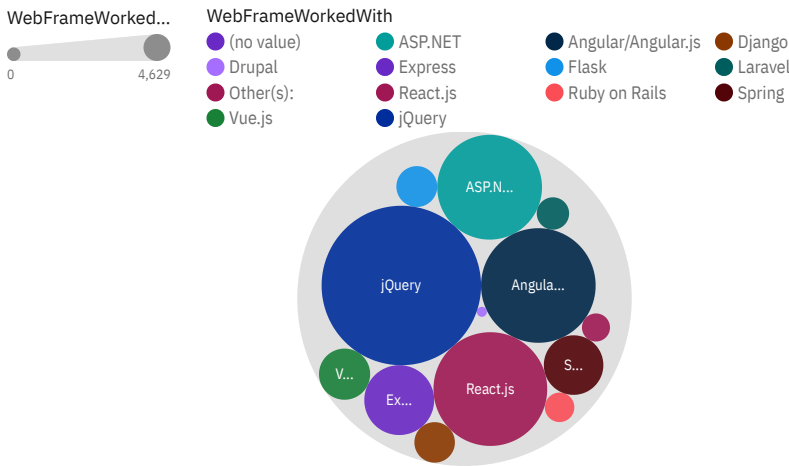 WebFrameWorked...
0
4,629
WebFrameWorkedWith
(no value)
ASP.NET
Angular/Angular.js
Django
Drupal
Express
Flask
Laravel
Other(s):
React.js
Ruby on Rails
Spring
Vue.js
jQuery
ASP.N...
jQuery
Angula...
V...
Ex...
React.js
S...